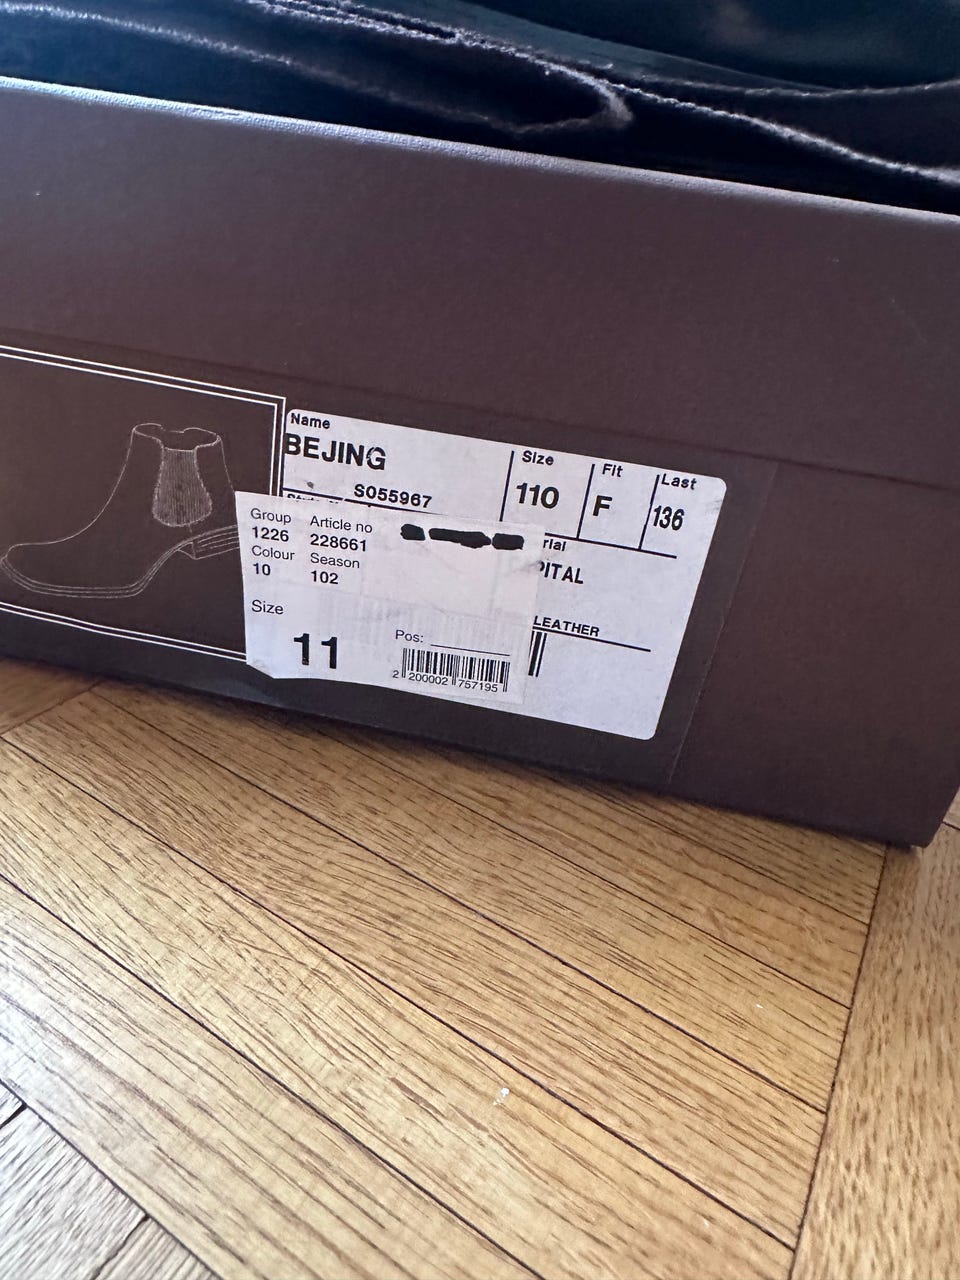 Name
BEJING
Size
110
Fit
F
Last
136
S055967
Group
1226
Article no
228661
Colour
10
Season
102
PITAL
LEATHER
Size
11
Pos:
2 200002 757195